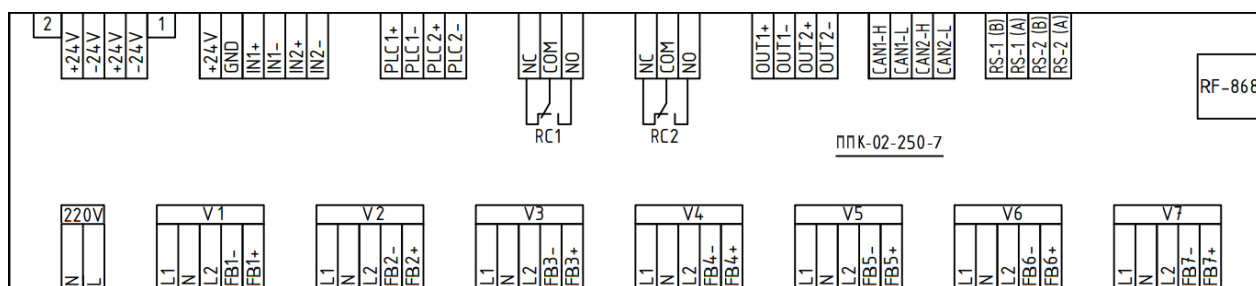 2
1
+24V
-24V
+24V
-24V
+24V
GND
IN1+
IN1-
IN2+
IN2-
PLC1+
PLC1-
PLC2+
PLC2-
NC
COM
NO
NC
COM
NO
OUT1+
OUT1-
OUT2+
OUT2-
CAN1-H
CAN1-L
CAN2-H
CAN2-L
RS-1 (B)
RS-1 (A)
RS-2 (B)
RS-2 (A)
RF-868
RC1
RC2
ППК-02-250-7
220V
N
L
V1
L1
N
L2
FB1-
FB1+
V2
L1
N
L2
FB2-
FB2+
V3
L1
N
L2
FB3-
FB3+
V4
L1
N
L2
FB4-
FB4+
V5
L1
N
L2
FB5-
FB5+
V6
L1
N
L2
FB6-
FB6+
V7
L1
N
L2
FB7-
FB7+